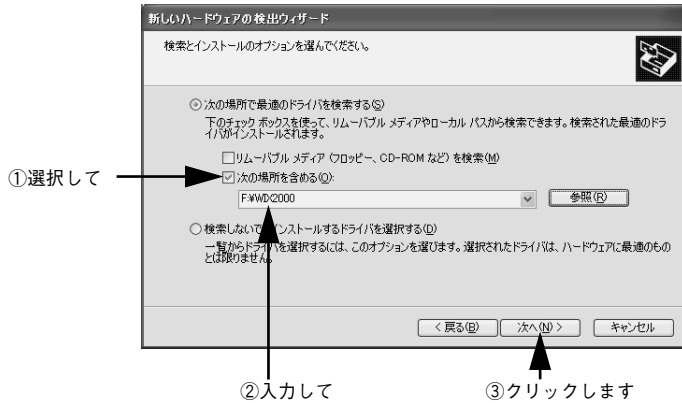 新しいハードウェアの検出ウィザード
検索とインストールのオプションを選んでください。
次の場所で最適のドライバを検索する(S)
下のチェック ボックスを使って、リムーバブル メディアやローカル パスから検索できます。検索された最適のドラ
イバがインストールされます。
リムーバブル メディア (フロッピー、CD-ROM など) を検索(M)
①選択して
次の場所を含める(O):
F:¥WDX2000
参照(R)
検索しないで、インストールするドライバを選択する(D)
一覧からドライバを選択するには、このオプションを選びます。選択されたドライバは、ハードウェアに最適のもの
とは限りません。
< 戻る(B)
次へ(N) >
キャンセル
②入力して
③クリックします